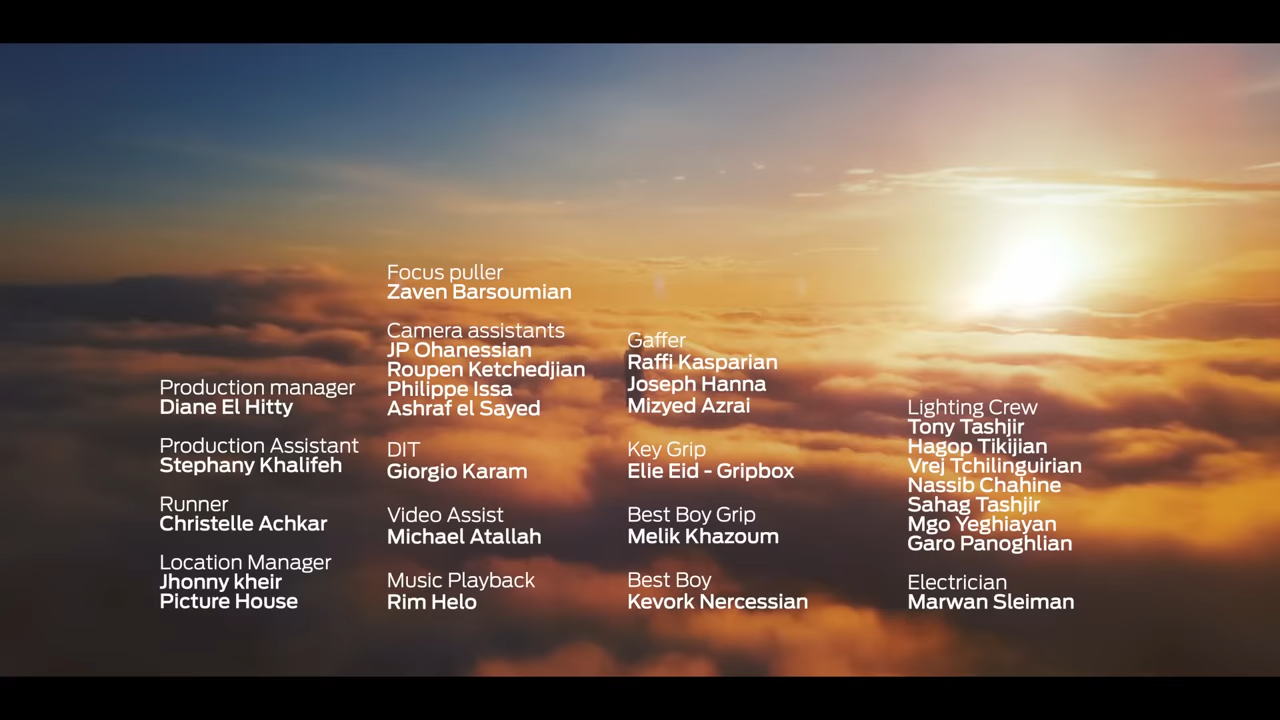 Production manager
Diane El Hitty
Production Assistant
Stephany Khalifeh
Runner
Christelle Achkar
Location Manager
Jhonny kheir
Picture House
Focus puller
Zaven Barsoumian
Camera assistants
JP Ohanessian
Roupen Ketchedjian
Philippe Issa
Ashraf el Sayed
DIT
Giorgio Karam
Video Assist
Michael Atallah
Music Playback
Rim Helo
Gaffer
Raffi Kasparian
Joseph Hanna
Mizyed Azrai
Key Grip
Elie Eid - Gripbox
Best Boy Grip
Melik Khazoum
Best Boy
Kevork Nercessian
Lighting Crew
Tony Tashjir
Hagop Tikijian
Vrej Tchilinguirian
Nassib Chahine
Sahag Tashjir
Mgo Yeghiayan
Garo Panoghlian
Electrician
Marwan Sleiman